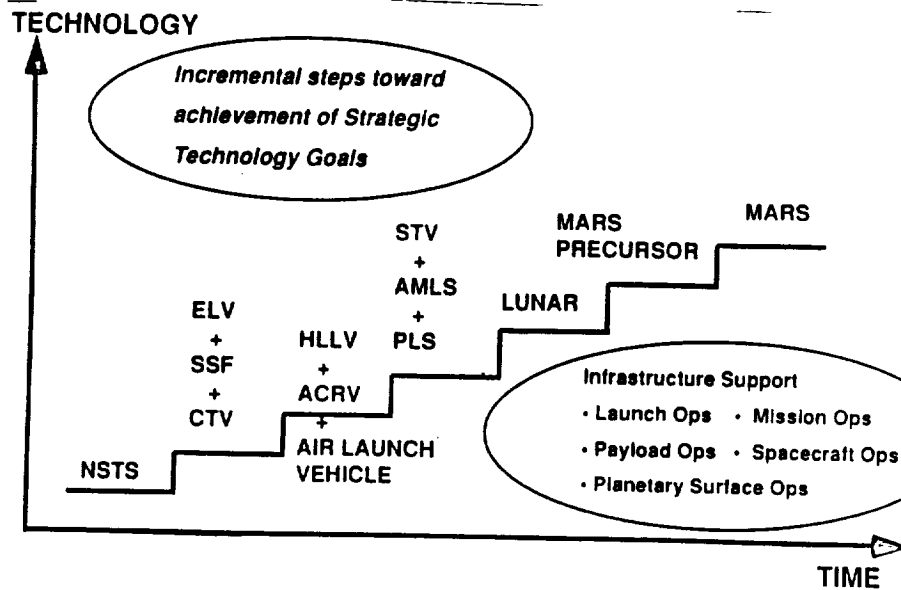 TECHNOLOGY
Incremental steps toward
achievement of Strategic
Technology Goals
NSTS
ELV
+
SSF
+
CTV
HLLV
+
ACRV
+
AIR LAUNCH
VEHICLE
STV
+
AMLS
+
PLS
LUNAR
MARS
PRECURSOR
MARS
Infrastructure Support
• Launch Ops • Mission Ops
• Payload Ops • Spacecraft Ops
• Planetary Surface Ops
TIME